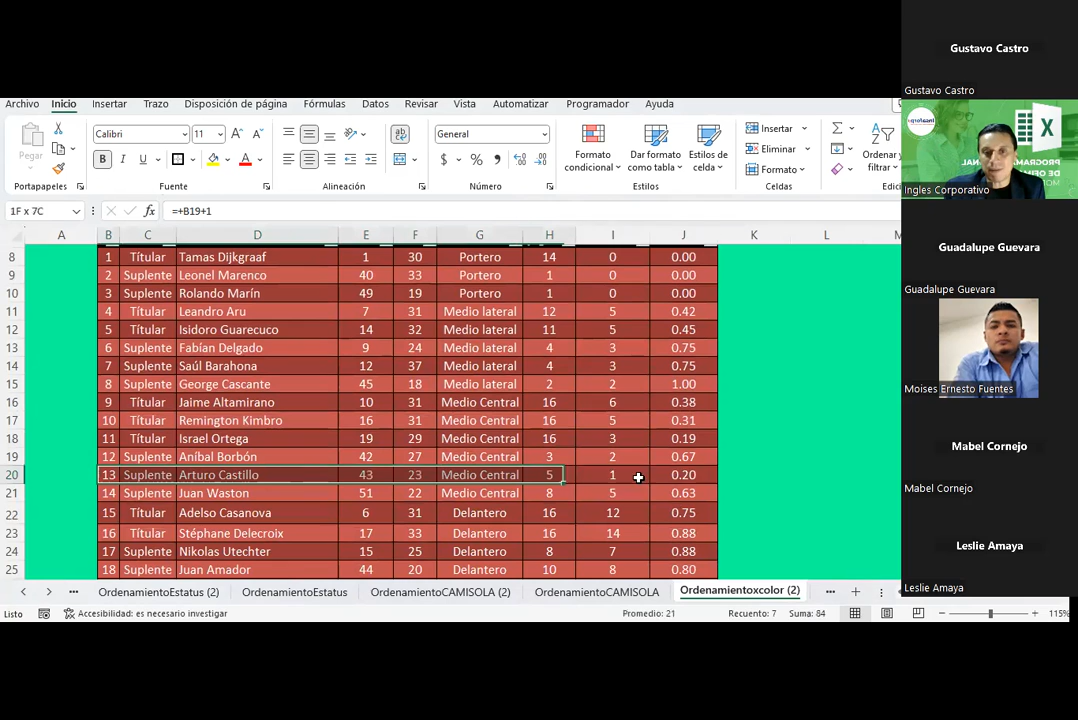 Gustavo Castro
Gustavo Castro
Archivo Inicio Insertar Trazo Disposición de página Fórmulas Datos Revisar Vista Automatizar Programador Ayuda
Pegar
Calibri 11
General
Formato condicional
Dar formato como tabla
Estilos de celda
Insertar
Eliminar
Formato
Ordenar y filtrar
Portapapeles Fuente Alineación Número Estilos Celdas Edici
Ingles Corporativo
1F x 7C fx =+B19+1
A B C D E F G H I J K L M
8 1 Títular Tamas Dijkgraaf 1 30 Portero 14 0 0.00
9 2 Suplente Leonel Marenco 40 33 Portero 1 0 0.00
10 3 Suplente Rolando Marín 49 19 Portero 1 0 0.00
11 4 Títular Leandro Aru 7 31 Medio lateral 12 5 0.42
12 5 Títular Isidoro Guarecuco 14 32 Medio lateral 11 5 0.45
13 6 Suplente Fabían Delgado 9 24 Medio lateral 4 3 0.75
14 7 Suplente Saúl Barahona 12 37 Medio lateral 4 3 0.75
15 8 Suplente George Cascante 45 18 Medio lateral 2 2 1.00
16 9 Títular Jaime Altamirano 10 31 Medio Central 16 6 0.38
17 10 Títular Remington Kimbro 16 31 Medio Central 16 5 0.31
18 11 Títular Israel Ortega 19 29 Medio Central 16 3 0.19
19 12 Suplente Aníbal Borbón 42 27 Medio Central 3 2 0.67
20 13 Suplente Arturo Castillo 43 23 Medio Central 5 1 0.20
21 14 Suplente Juan Waston 51 22 Medio Central 8 5 0.63
22 15 Títular Adelso Casanova 6 31 Delantero 16 12 0.75
23 16 Títular Stéphane Delecroix 17 33 Delantero 16 14 0.88
24 17 Suplente Nikolas Utechter 15 25 Delantero 8 7 0.88
25 18 Suplente Juan Amador 44 20 Delantero 10 8 0.80
Guadalupe Guevara
Guadalupe Guevara
Moises Ernesto Fuentes
Mabel Cornejo
Mabel Cornejo
Leslie Amaya
Leslie Amaya
OrdenamientoEstatus (2) OrdenamientoEstatus OrdenamientoCAMISOLA (2) OrdenamientoCAMISOLA Ordenamientoxcolor (2)
Listo Accesibilidad: es necesario investigar Promedio: 21 Recuento: 7 Suma: 84 115%